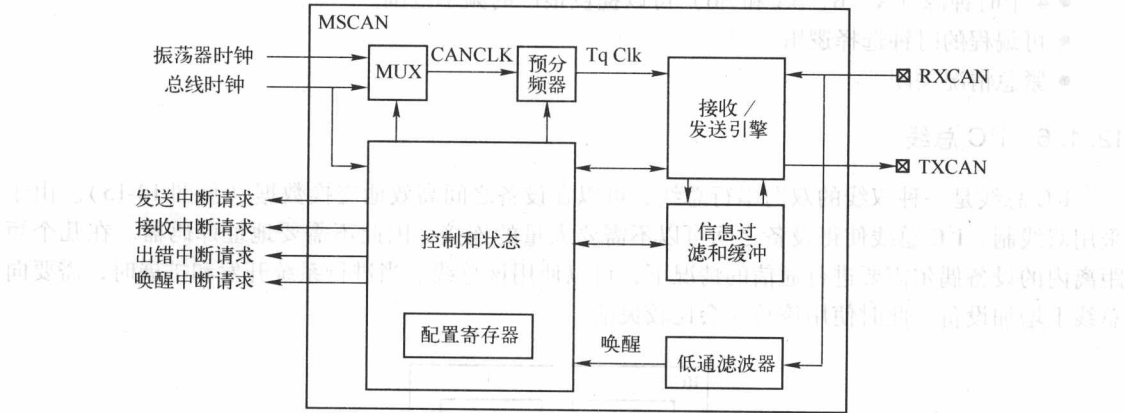 MSCAN
振荡器时钟
总线时钟
MUX
CANCLK
预分
频器
Tq Clk
接收／
发送引擎
RXCAN
TXCAN
发送中断请求
接收中断请求
出错中断请求
唤醒中断请求
控制和状态
信息过
滤和缓冲
配置寄存器
唤醒
低通滤波器